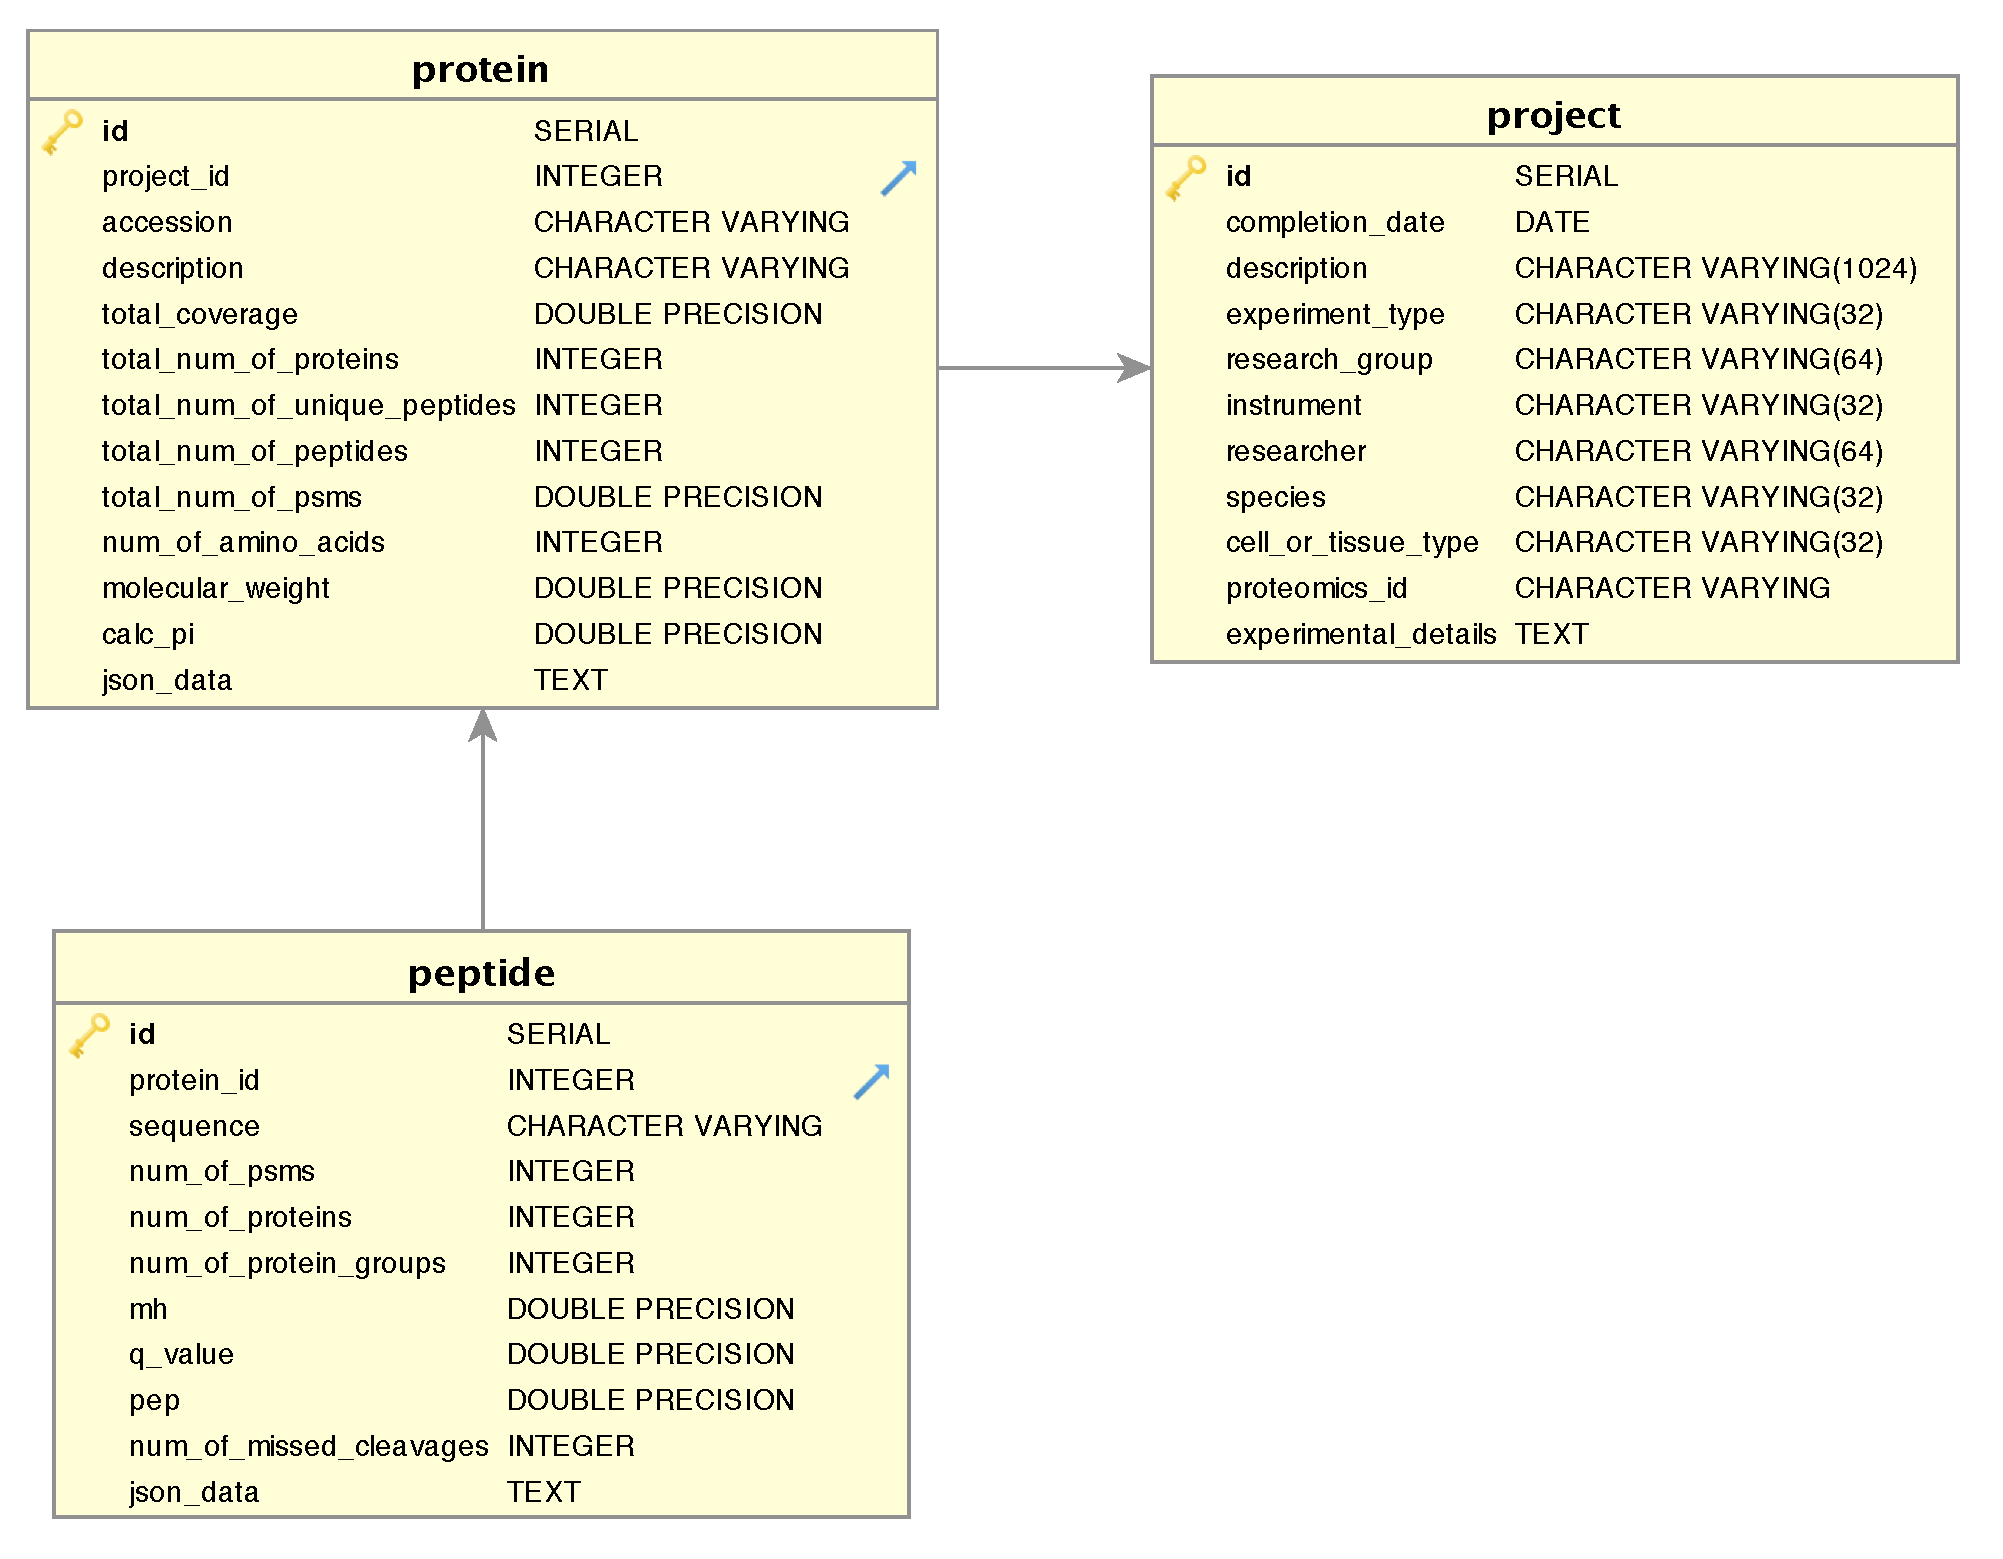 protein
id SERIAL
project_id INTEGER
accession CHARACTER VARYING
description CHARACTER VARYING
total_coverage DOUBLE PRECISION
total_num_of_proteins INTEGER
total_num_of_unique_peptides INTEGER
total_num_of_peptides INTEGER
total_num_of_psms DOUBLE PRECISION
num_of_amino_acids INTEGER
molecular_weight DOUBLE PRECISION
calc_pi DOUBLE PRECISION
json_data TEXT
project
id SERIAL
completion_date DATE
description CHARACTER VARYING(1024)
experiment_type CHARACTER VARYING(32)
research_group CHARACTER VARYING(64)
instrument CHARACTER VARYING(32)
researcher CHARACTER VARYING(64)
species CHARACTER VARYING(32)
cell_or_tissue_type CHARACTER VARYING(32)
proteomics_id CHARACTER VARYING
experimental_details TEXT
peptide
id SERIAL
protein_id INTEGER
sequence CHARACTER VARYING
num_of_psms INTEGER
num_of_proteins INTEGER
num_of_protein_groups INTEGER
mh DOUBLE PRECISION
q_value DOUBLE PRECISION
pep DOUBLE PRECISION
num_of_missed_cleavages INTEGER
json_data TEXT